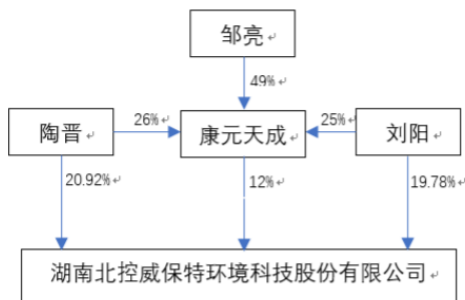 邹亮
49%
陶晋
26%
康元天成
25%
刘阳
20.92%
12%
19.78%
湖南北控威保特环境科技股份有限公司